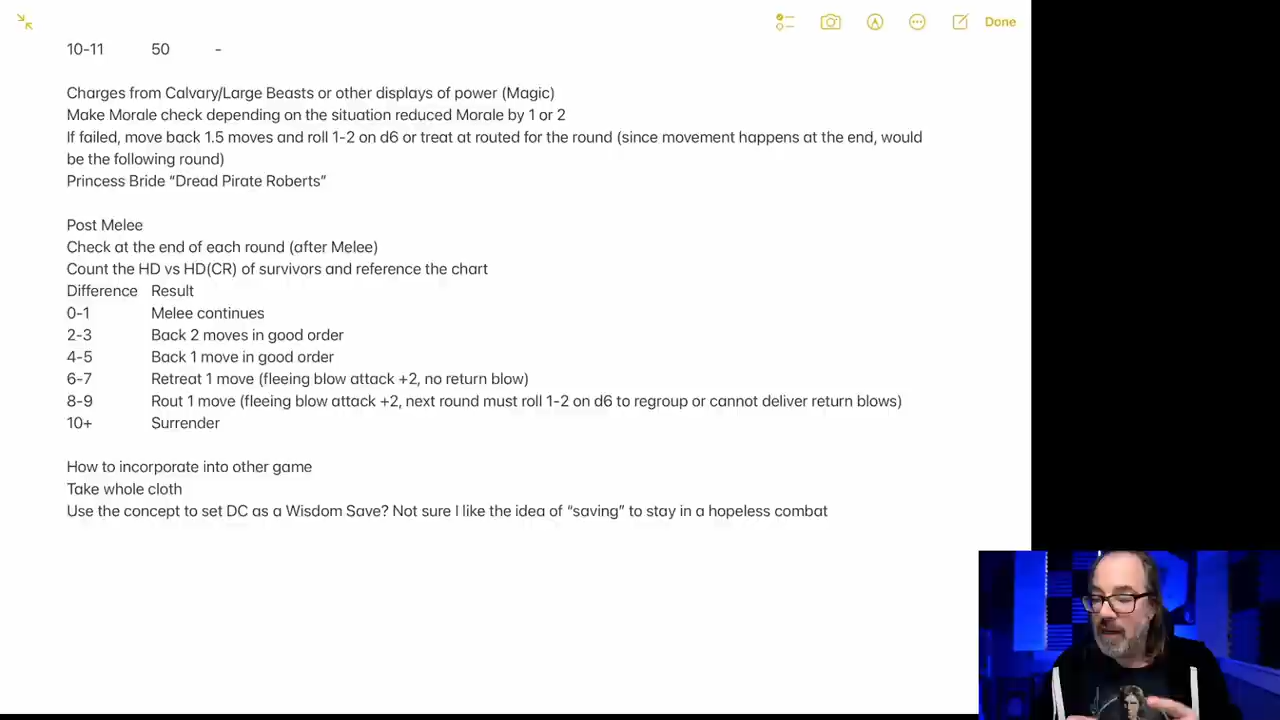 Done
10-11 50 -
Charges from Calvary/Large Beasts or other displays of power (Magic)
Make Morale check depending on the situation reduced Morale by 1 or 2
If failed, move back 1.5 moves and roll 1-2 on d6 or treat at routed for the round (since movement happens at the end, would
be the following round)
Princess Bride “Dread Pirate Roberts”
Post Melee
Check at the end of each round (after Melee)
Count the HD vs HD(CR) of survivors and reference the chart
Difference Result
0-1 Melee continues
2-3 Back 2 moves in good order
4-5 Back 1 move in good order
6-7 Retreat 1 move (fleeing blow attack +2, no return blow)
8-9 Rout 1 move (fleeing blow attack +2, next round must roll 1-2 on d6 to regroup or cannot deliver return blows)
10+ Surrender
How to incorporate into other game
Take whole cloth
Use the concept to set DC as a Wisdom Save? Not sure I like the idea of “saving” to stay in a hopeless combat